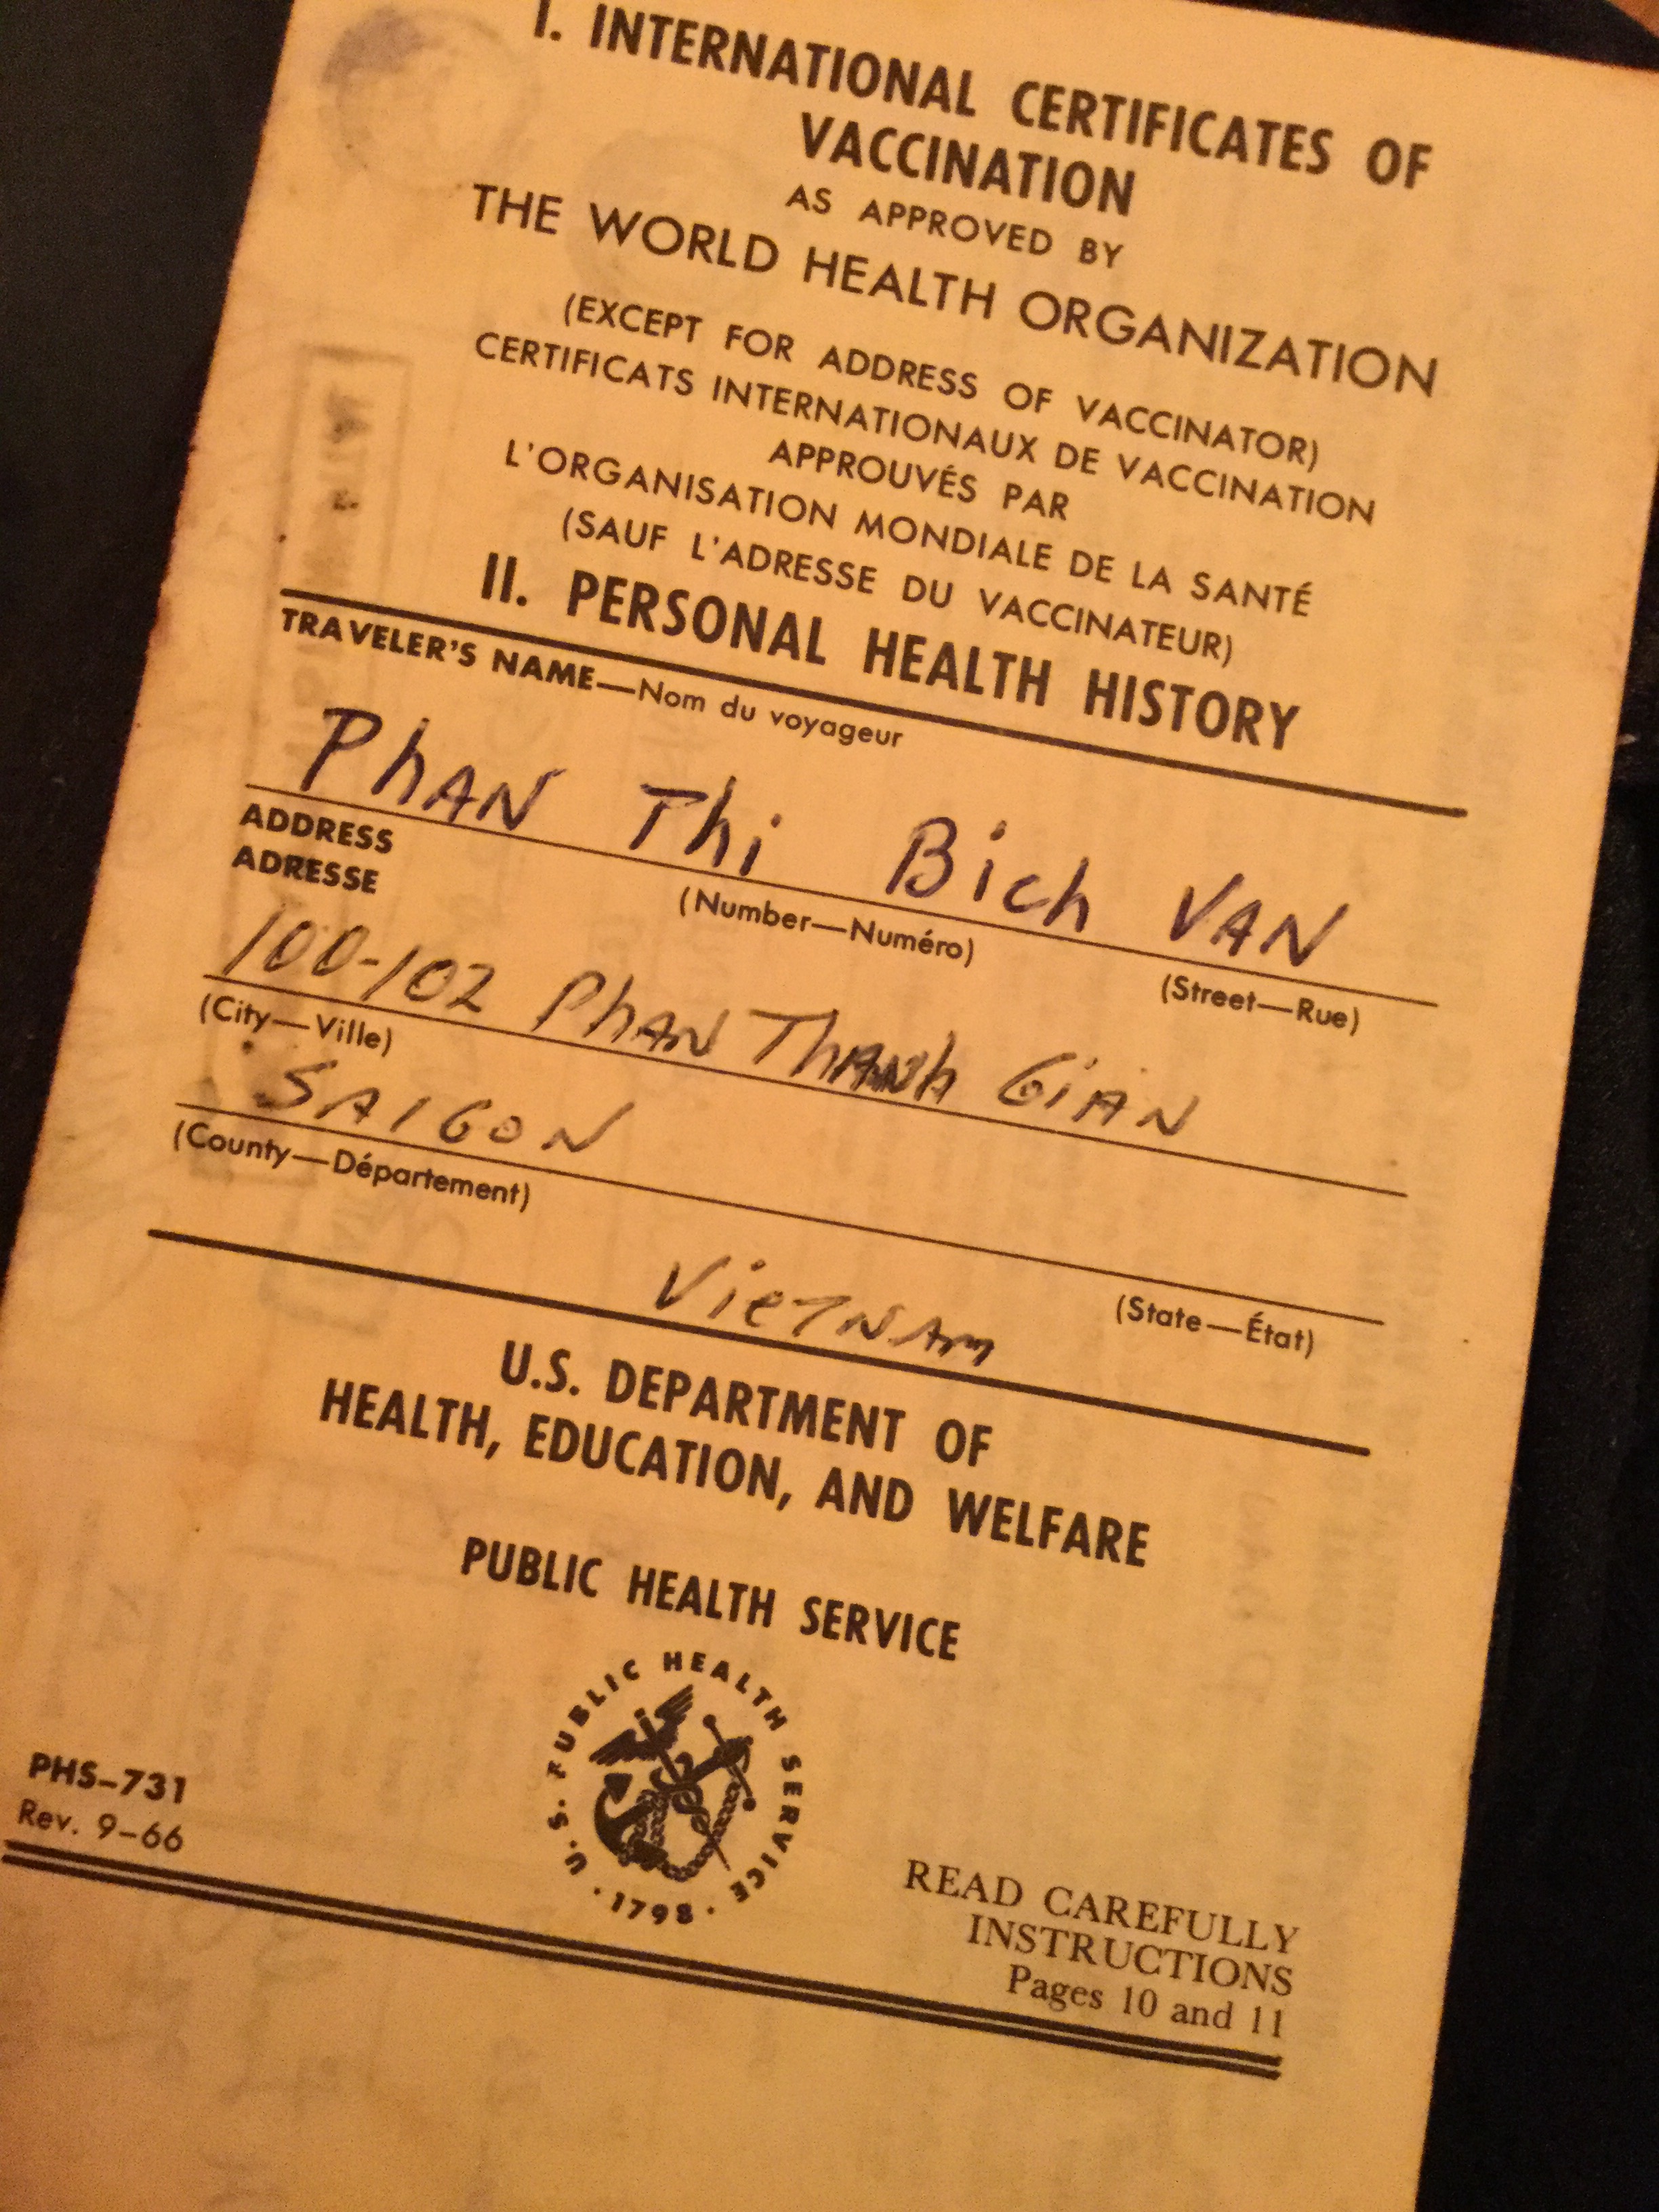 I. INTERNATIONAL CERTIFICATES OF
VACCINATION
AS APPROVED BY
THE WORLD HEALTH ORGANIZATION
(EXCEPT FOR ADDRESS OF VACCINATOR)
CERTIFICATS INTERNATIONAUX DE VACCINATION
APPROUVÉS PAR
L'ORGANISATION MONDIALE DE LA SANTÉ
(SAUF L'ADRESSE DU VACCINATEUR)
II. PERSONAL HEALTH HISTORY
TRAVELER'S NAME—Nom du voyageur
PhAN Thi Bich VAN
ADDRESS
ADRESSE
(Number—Numéro) (Street—Rue)
100-102 PhAN ThANh GiAN
(City—Ville)
SAIGON
(County—Département) (State—État)
VieTNAM
U.S. DEPARTMENT OF
HEALTH, EDUCATION, AND WELFARE
PUBLIC HEALTH SERVICE
U.S. PUBLIC HEALTH SERVICE · 1798 ·
PHS-731
Rev. 9-66
READ CAREFULLY
INSTRUCTIONS
Pages 10 and 11